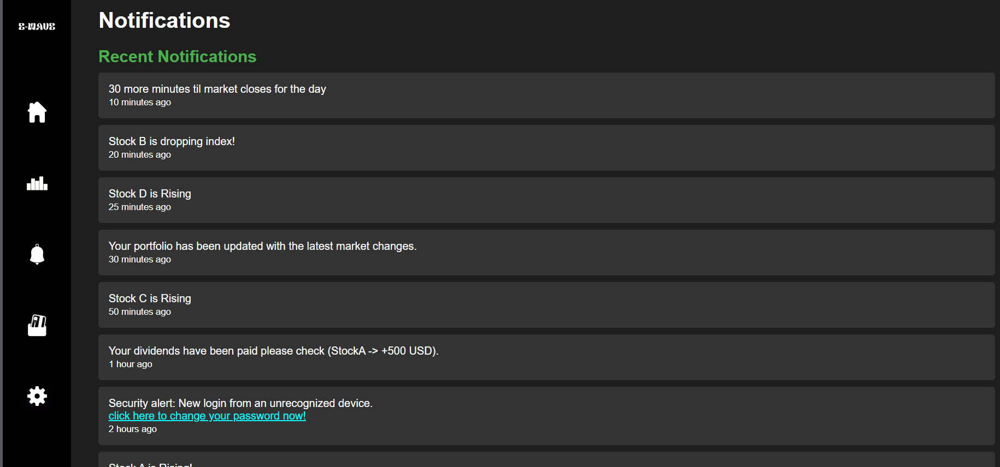 E-WAVE
Notifications
Recent Notifications
30 more minutes til market closes for the day
10 minutes ago
Stock B is dropping index!
20 minutes ago
Stock D is Rising
25 minutes ago
Your portfolio has been updated with the latest market changes.
30 minutes ago
Stock C is Rising
50 minutes ago
Your dividends have been paid please check (StockA -> +500 USD).
1 hour ago
Security alert: New login from an unrecognized device.
click here to change your password now!
2 hours ago
Stock A is Rising!